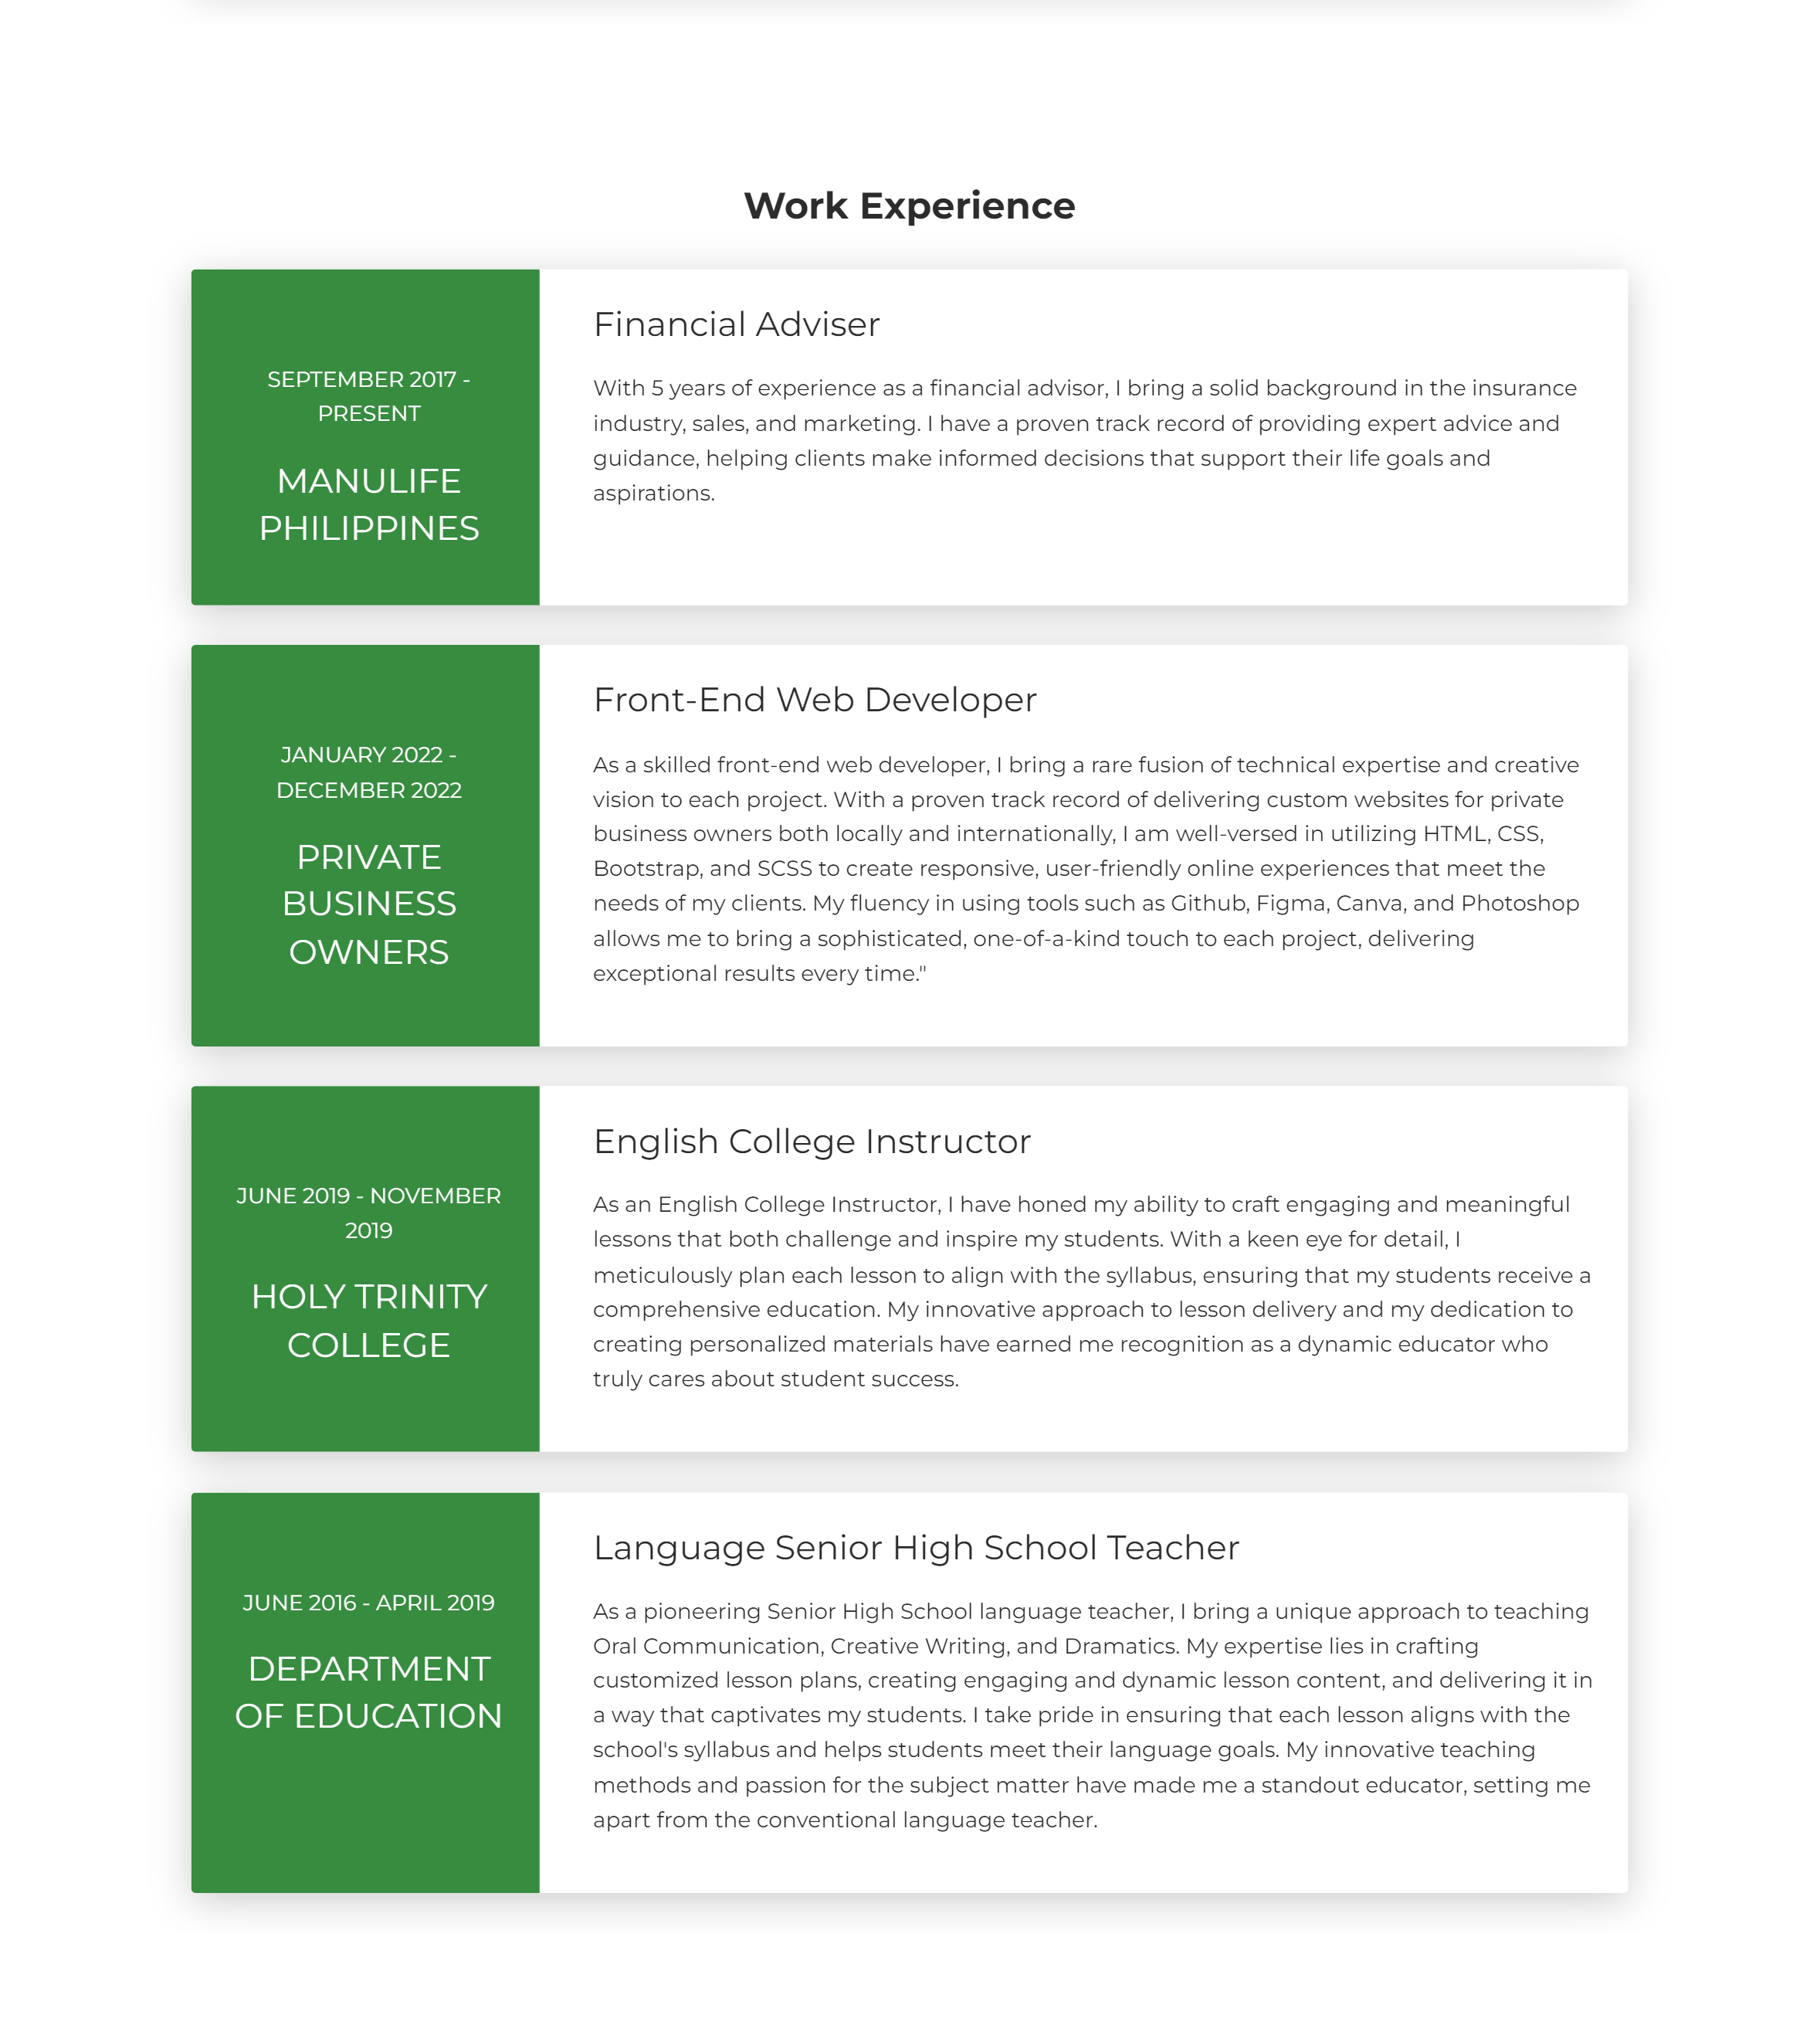 Work Experience
SEPTEMBER 2017 -
PRESENT
MANULIFE
PHILIPPINES
Financial Adviser
With 5 years of experience as a financial advisor, I bring a solid background in the insurance
industry, sales, and marketing. I have a proven track record of providing expert advice and
guidance, helping clients make informed decisions that support their life goals and
aspirations.
JANUARY 2022 -
DECEMBER 2022
PRIVATE
BUSINESS
OWNERS
Front-End Web Developer
As a skilled front-end web developer, I bring a rare fusion of technical expertise and creative
vision to each project. With a proven track record of delivering custom websites for private
business owners both locally and internationally, I am well-versed in utilizing HTML, CSS,
Bootstrap, and SCSS to create responsive, user-friendly online experiences that meet the
needs of my clients. My fluency in using tools such as Github, Figma, Canva, and Photoshop
allows me to bring a sophisticated, one-of-a-kind touch to each project, delivering
exceptional results every time."
JUNE 2019 - NOVEMBER
2019
HOLY TRINITY
COLLEGE
English College Instructor
As an English College Instructor, I have honed my ability to craft engaging and meaningful
lessons that both challenge and inspire my students. With a keen eye for detail, I
meticulously plan each lesson to align with the syllabus, ensuring that my students receive a
comprehensive education. My innovative approach to lesson delivery and my dedication to
creating personalized materials have earned me recognition as a dynamic educator who
truly cares about student success.
JUNE 2016 - APRIL 2019
DEPARTMENT
OF EDUCATION
Language Senior High School Teacher
As a pioneering Senior High School language teacher, I bring a unique approach to teaching
Oral Communication, Creative Writing, and Dramatics. My expertise lies in crafting
customized lesson plans, creating engaging and dynamic lesson content, and delivering it in
a way that captivates my students. I take pride in ensuring that each lesson aligns with the
school's syllabus and helps students meet their language goals. My innovative teaching
methods and passion for the subject matter have made me a standout educator, setting me
apart from the conventional language teacher.